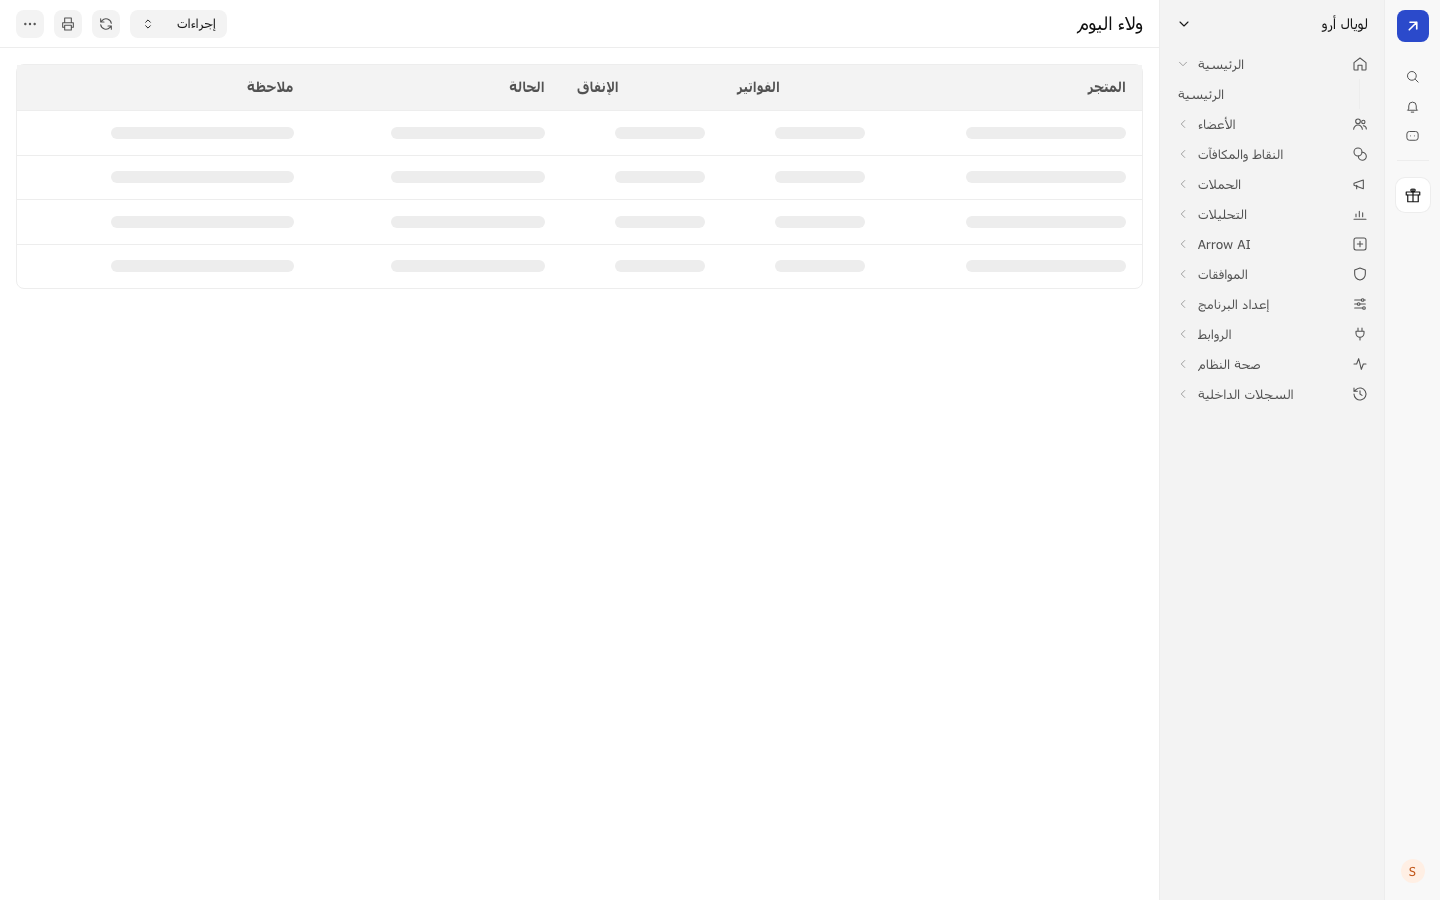 لويال أرو
الرئيسية
الرئيسية
الأعضاء
النقاط والمكافآت
الحملات
التحليلات
Arrow AI
الموافقات
إعداد البرنامج
الروابط
صحة النظام
السجلات الداخلية
S
ولاء اليوم
إجراءات
المتجر الفواتير الإنفاق الحالة ملاحظة